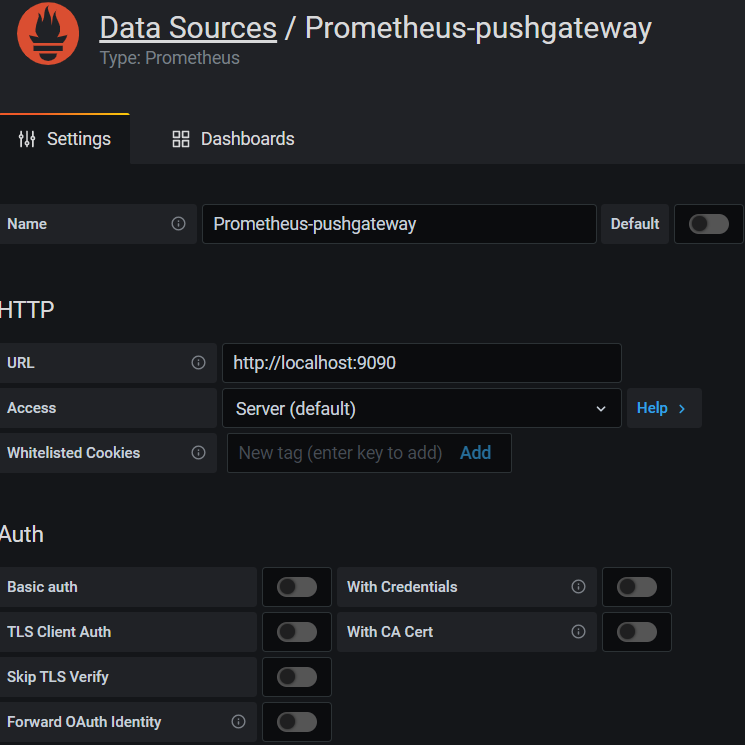 Data Sources / Prometheus-pushgateway
Type: Prometheus
Settings Dashboards
Name Prometheus-pushgateway Default
HTTP
URL http://localhost:9090
Access Server (default) Help >
Whitelisted Cookies New tag (enter key to add) Add
Auth
Basic auth With Credentials
TLS Client Auth With CA Cert
Skip TLS Verify
Forward OAuth Identity